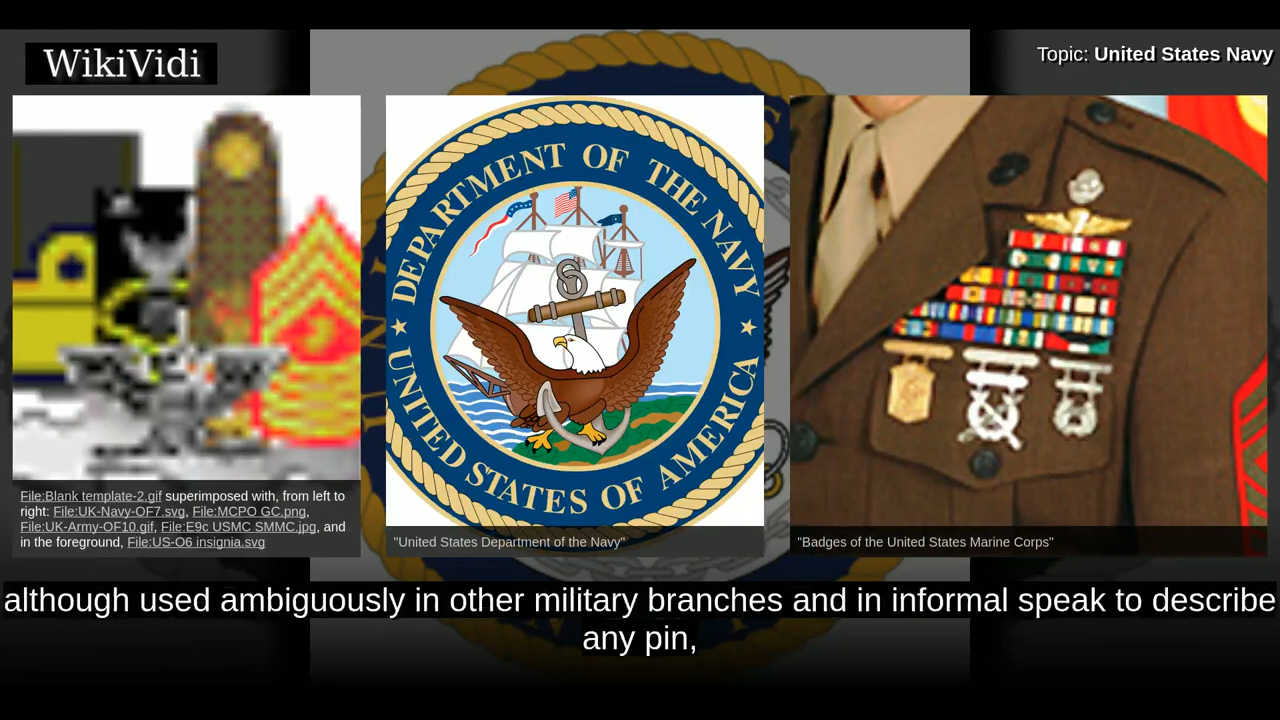 WikiVidi
Topic: United States Navy
DEPARTMENT OF THE NAVY
UNITED STATES OF AMERICA
File:Blank template-2.gif superimposed with, from left to
right: File:UK-Navy-OF7.svg, File:MCPO GC.png,
File:UK-Army-OF10.gif, File:E9c USMC SMMC.jpg, and
in the foreground, File:US-O6 insignia.svg
"United States Department of the Navy"
"Badges of the United States Marine Corps"
although used ambiguously in other military branches and in informal speak to describe
any pin,